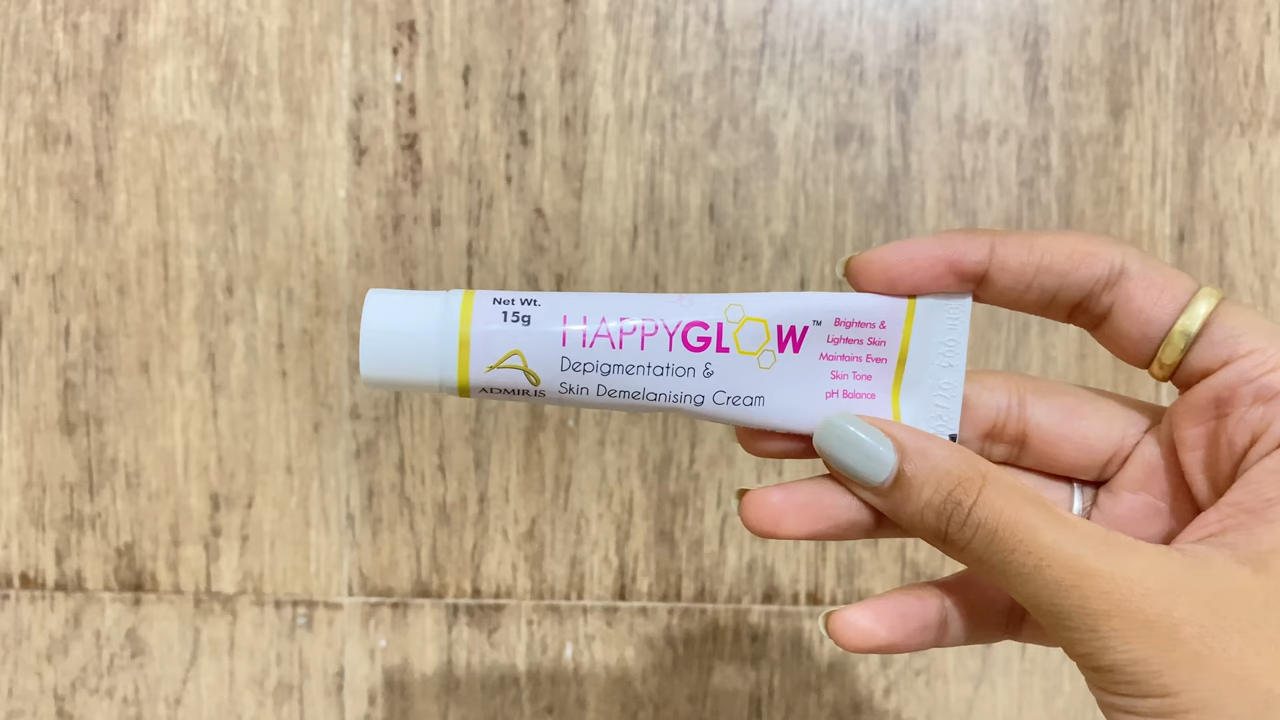 Net Wt.
15g
ADMIRIS
HAPPYGLOW™
Depigmentation &
Skin Demelanising Cream
Brightens &
Lightens Skin
Maintains Even
Skin Tone
pH Balance